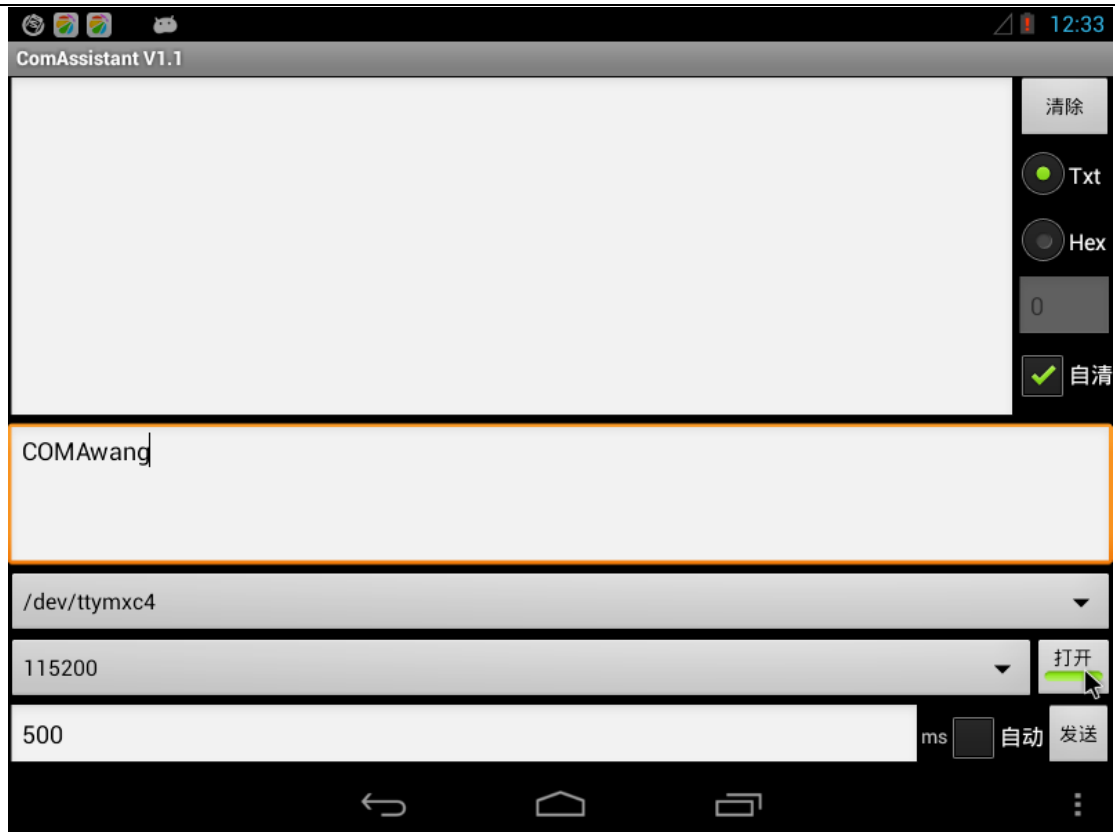 12:33
ComAssistant V1.1
清除
Txt
Hex
0
自清
COMAwang
/dev/ttymxc4
115200
打开
500
ms
自动
发送